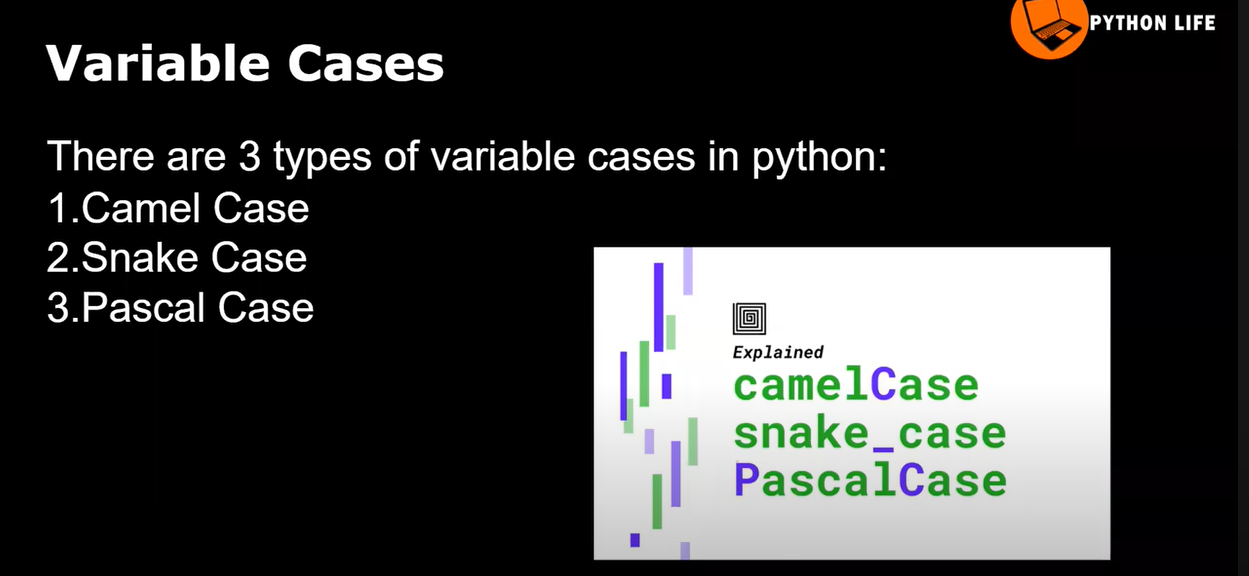 PYTHON LIFE
Variable Cases
There are 3 types of variable cases in python:
1.Camel Case
2.Snake Case
3.Pascal Case
Explained
camelCase
snake_case
PascalCase